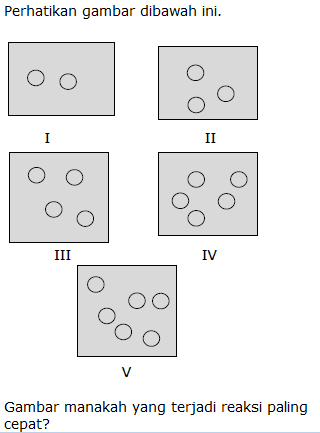 Perhatikan gambar dibawah ini.
I
II
III
IV
V
Gambar manakah yang terjadi reaksi paling
cepat?